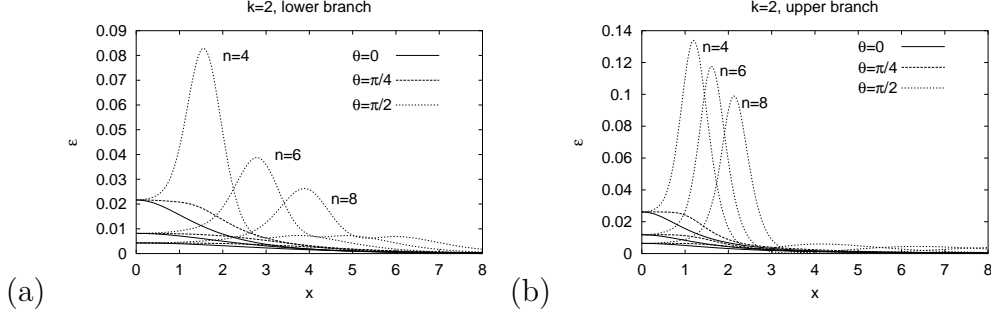 k=2, lower branch
0.09
0.08
0.07
0.06
0.05
0.04
0.03
0.02
0.01
0
ε
n=4
n=6
n=8
θ=0
θ=π/4
θ=π/2
0 1 2 3 4 5 6 7 8
x
(a)
k=2, upper branch
0.14
0.12
0.1
0.08
0.06
0.04
0.02
0
ε
n=4
n=6
n=8
θ=0
θ=π/4
θ=π/2
0 1 2 3 4 5 6 7 8
x
(b)